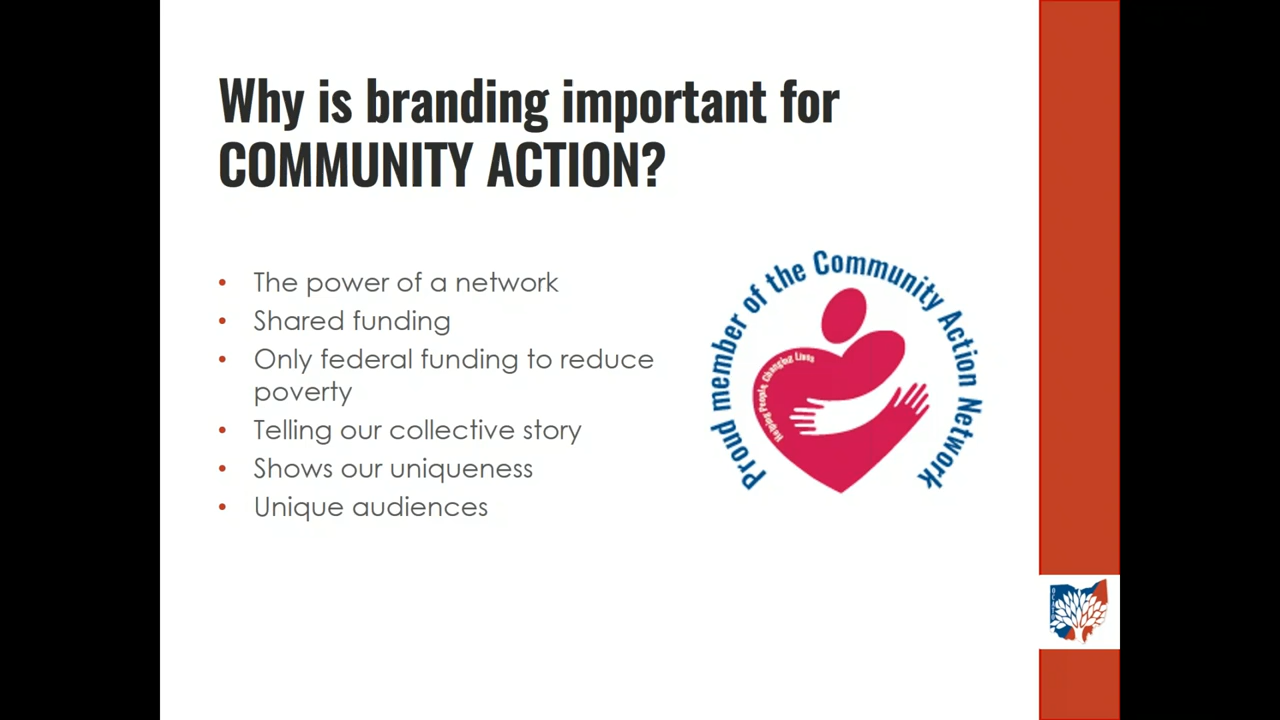 Why is branding important for
COMMUNITY ACTION?
• The power of a network
• Shared funding
• Only federal funding to reduce
poverty
• Telling our collective story
• Shows our uniqueness
• Unique audiences
Proud member of the Community Action Network
Helping People. Changing Lives